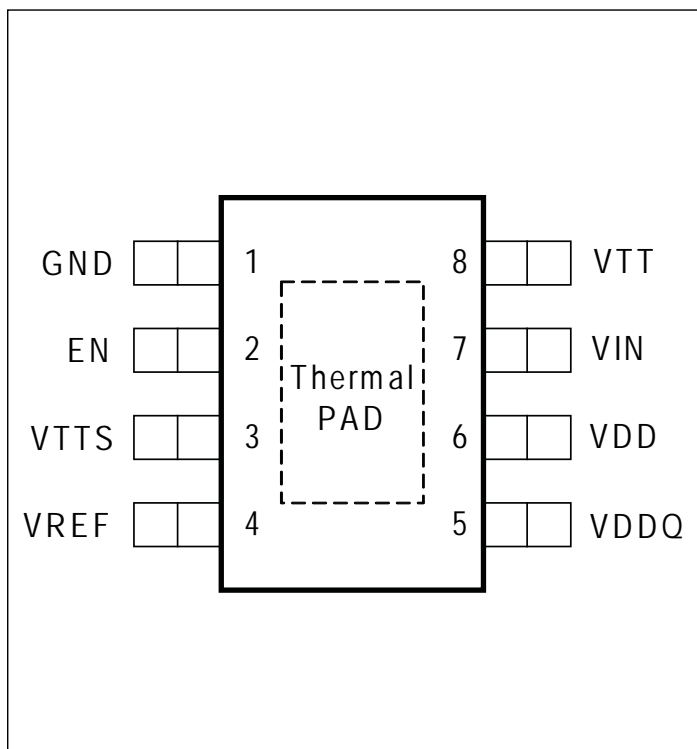 GND 1 8 VTT
EN 2 7 VIN
Thermal
PAD
VTTS 3 6 VDD
VREF 4 5 VDDQ